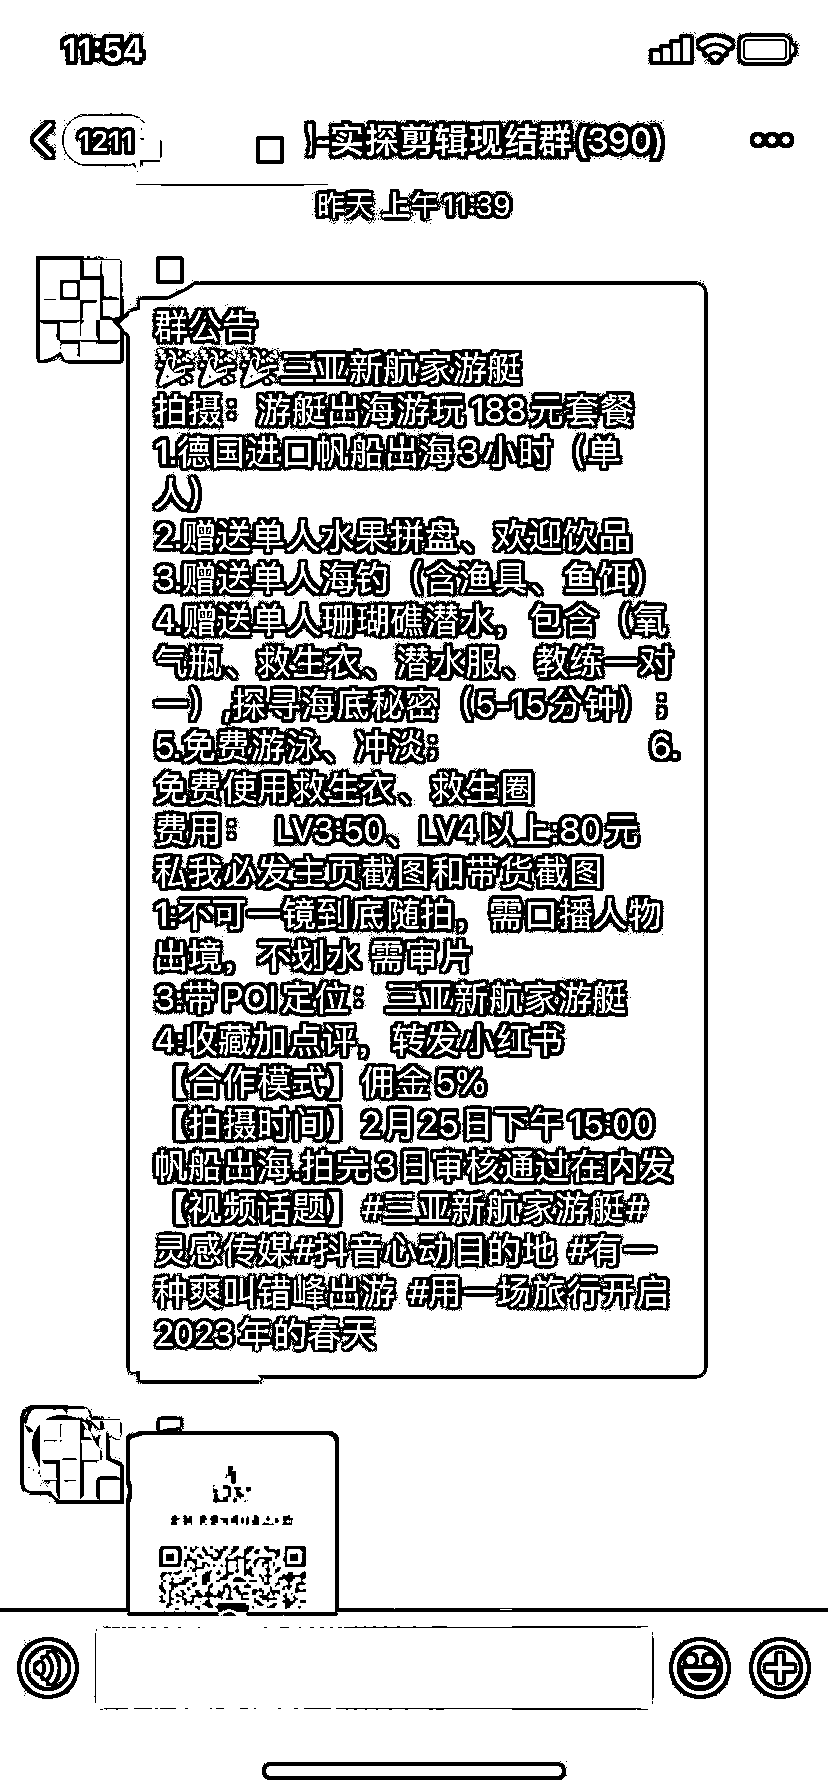 11:54
1211
-实探剪辑现结群(390)
昨天 上午11:39
群公告
三亚新航家游艇
拍摄：游艇出海游玩188元套餐
1.德国进口帆船出海3小时（单
人）
2.赠送单人水果拼盘、欢迎饮品
3.赠送单人海钓（含渔具、鱼饵）
4.赠送单人珊瑚礁潜水，包含（氧
气瓶、救生衣、潜水服、教练一对
一）,探寻海底秘密（5-15分钟）；
5.免费游泳、冲淡； 6.
免费使用救生衣、救生圈
费用： LV3:50、LV4以上:80元
私我必发主页截图和带货截图
1:不可一镜到底随拍，需口播人物
出境，不划水 需审片
3:带POI定位：三亚新航家游艇
4:收藏加点评，转发小红书
【合作模式】佣金5%
【拍摄时间】2月25日下午15:00
帆船出海.拍完3日审核通过在内发
【视频话题】#三亚新航家游艇#
灵感传媒#抖音心动目的地 #有一
种爽叫错峰出游 #用一场旅行开启
2023年的春天